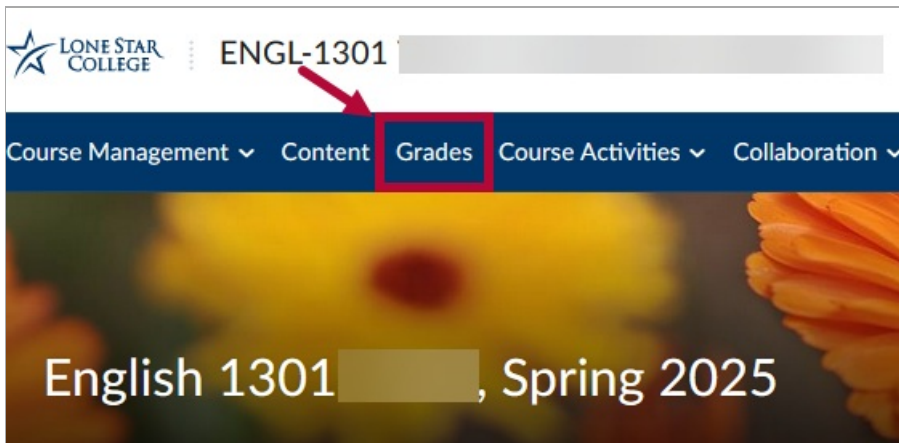 LONE STAR
COLLEGE
ENGL-1301
Course Management Content Grades Course Activities Collaboration
English 1301 , Spring 2025